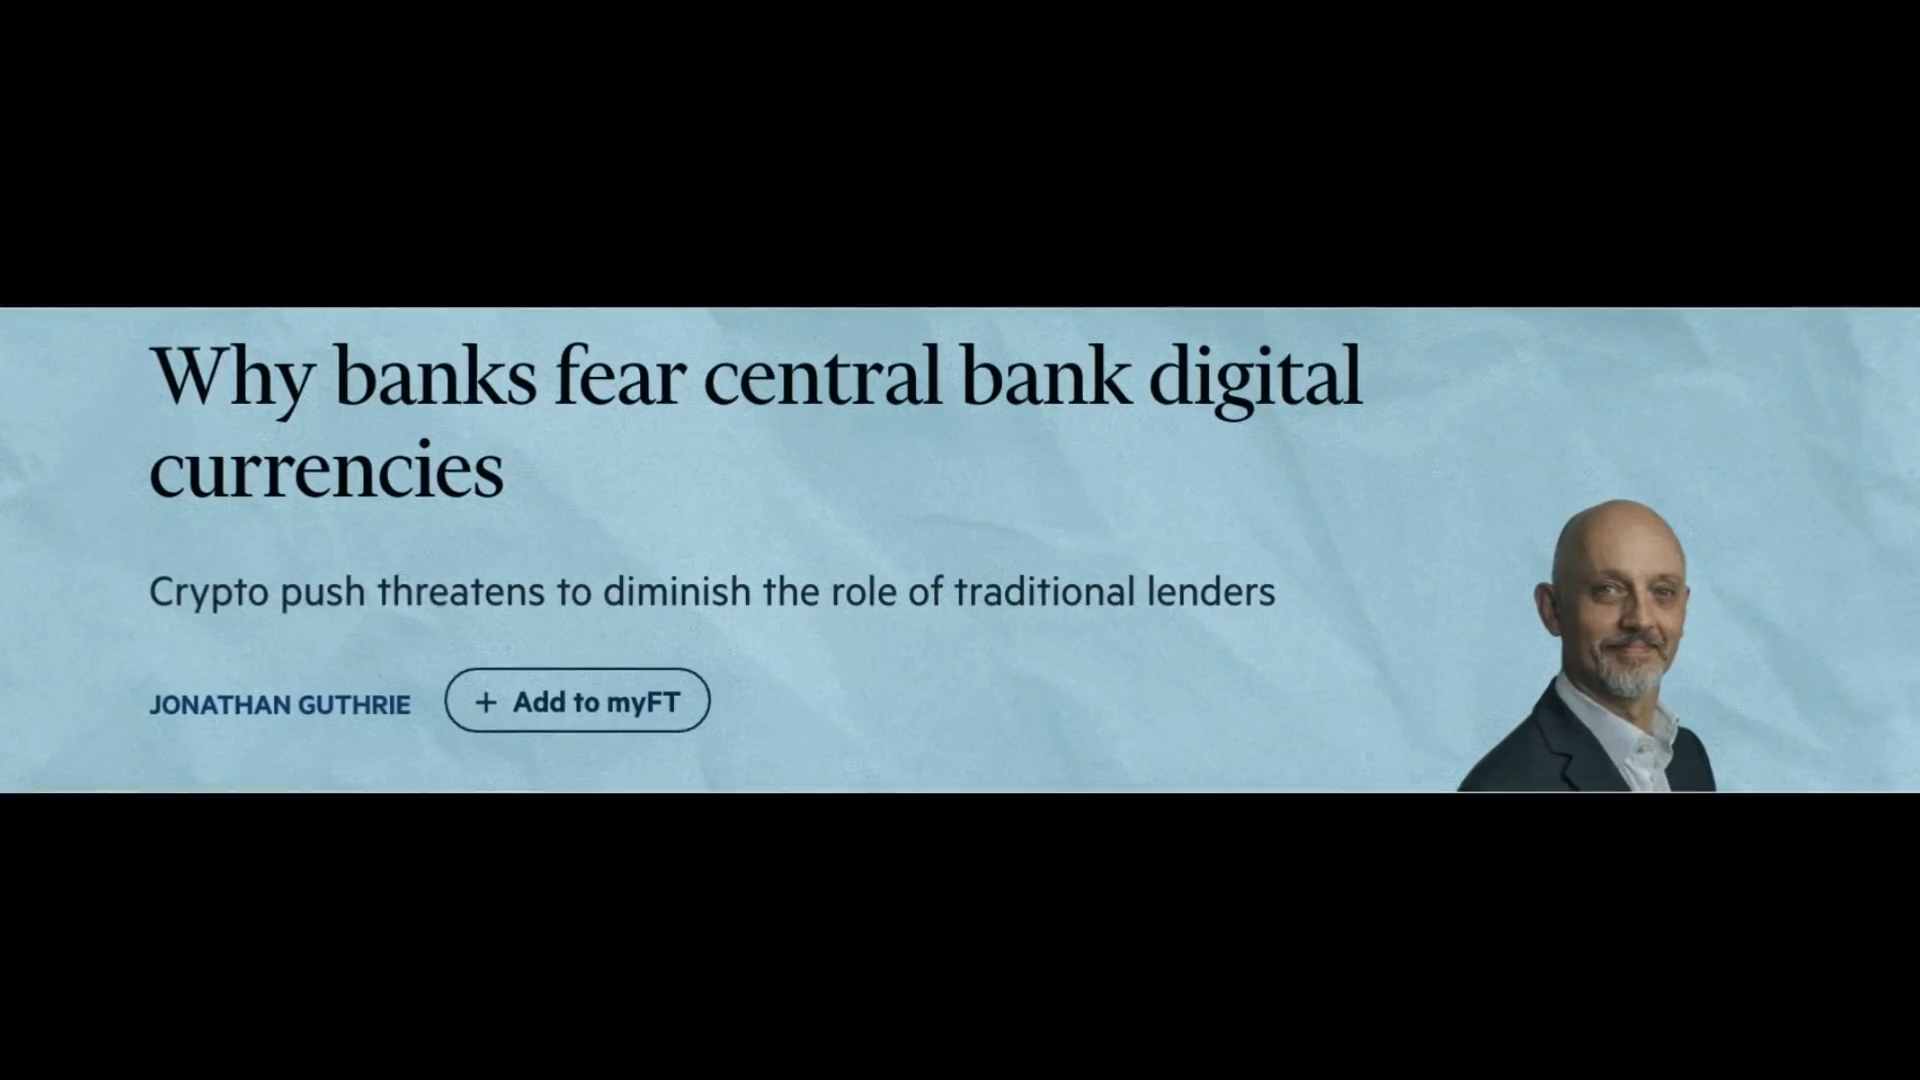 Why banks fear central bank digital
currencies
Crypto push threatens to diminish the role of traditional lenders
JONATHAN GUTHRIE
+ Add to myFT